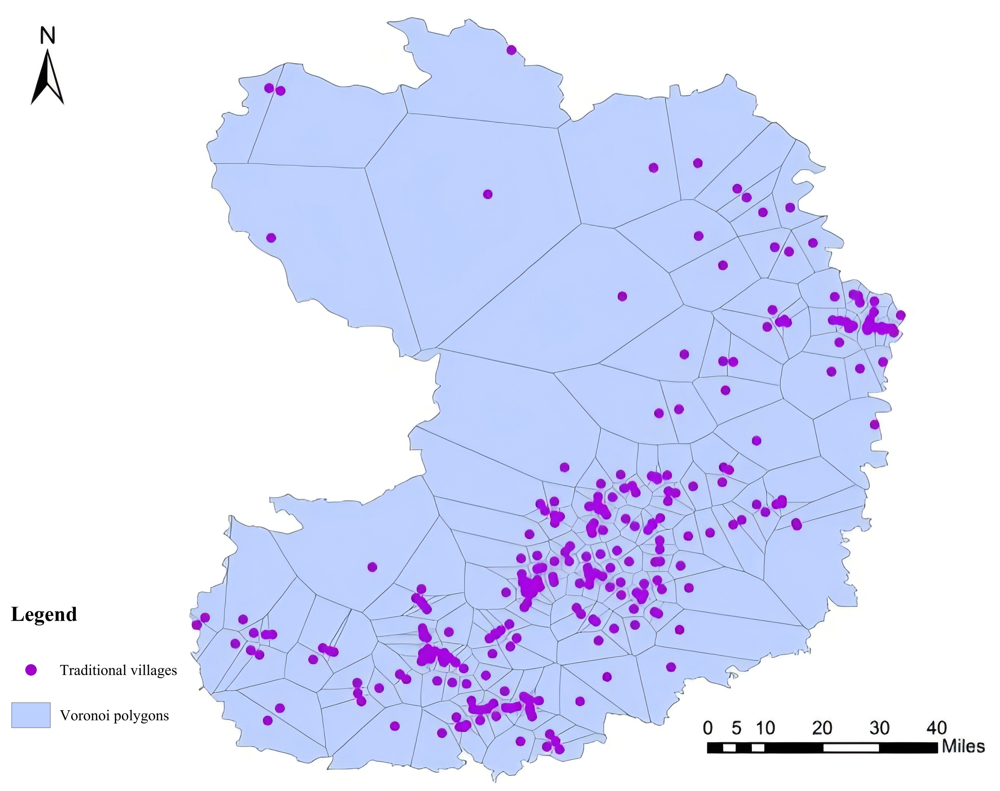 N
Legend
Traditional villages
Voronoi polygons
0 5 10 20 30 40
Miles